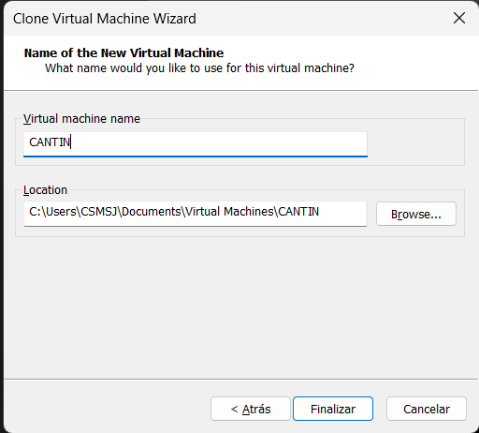 Clone Virtual Machine Wizard
Name of the New Virtual Machine
What name would you like to use for this virtual machine?
Virtual machine name
CANTIN
Location
C:\Users\CSMSJ\Documents\Virtual Machines\CANTIN
Browse...
< Atrás
Finalizar
Cancelar